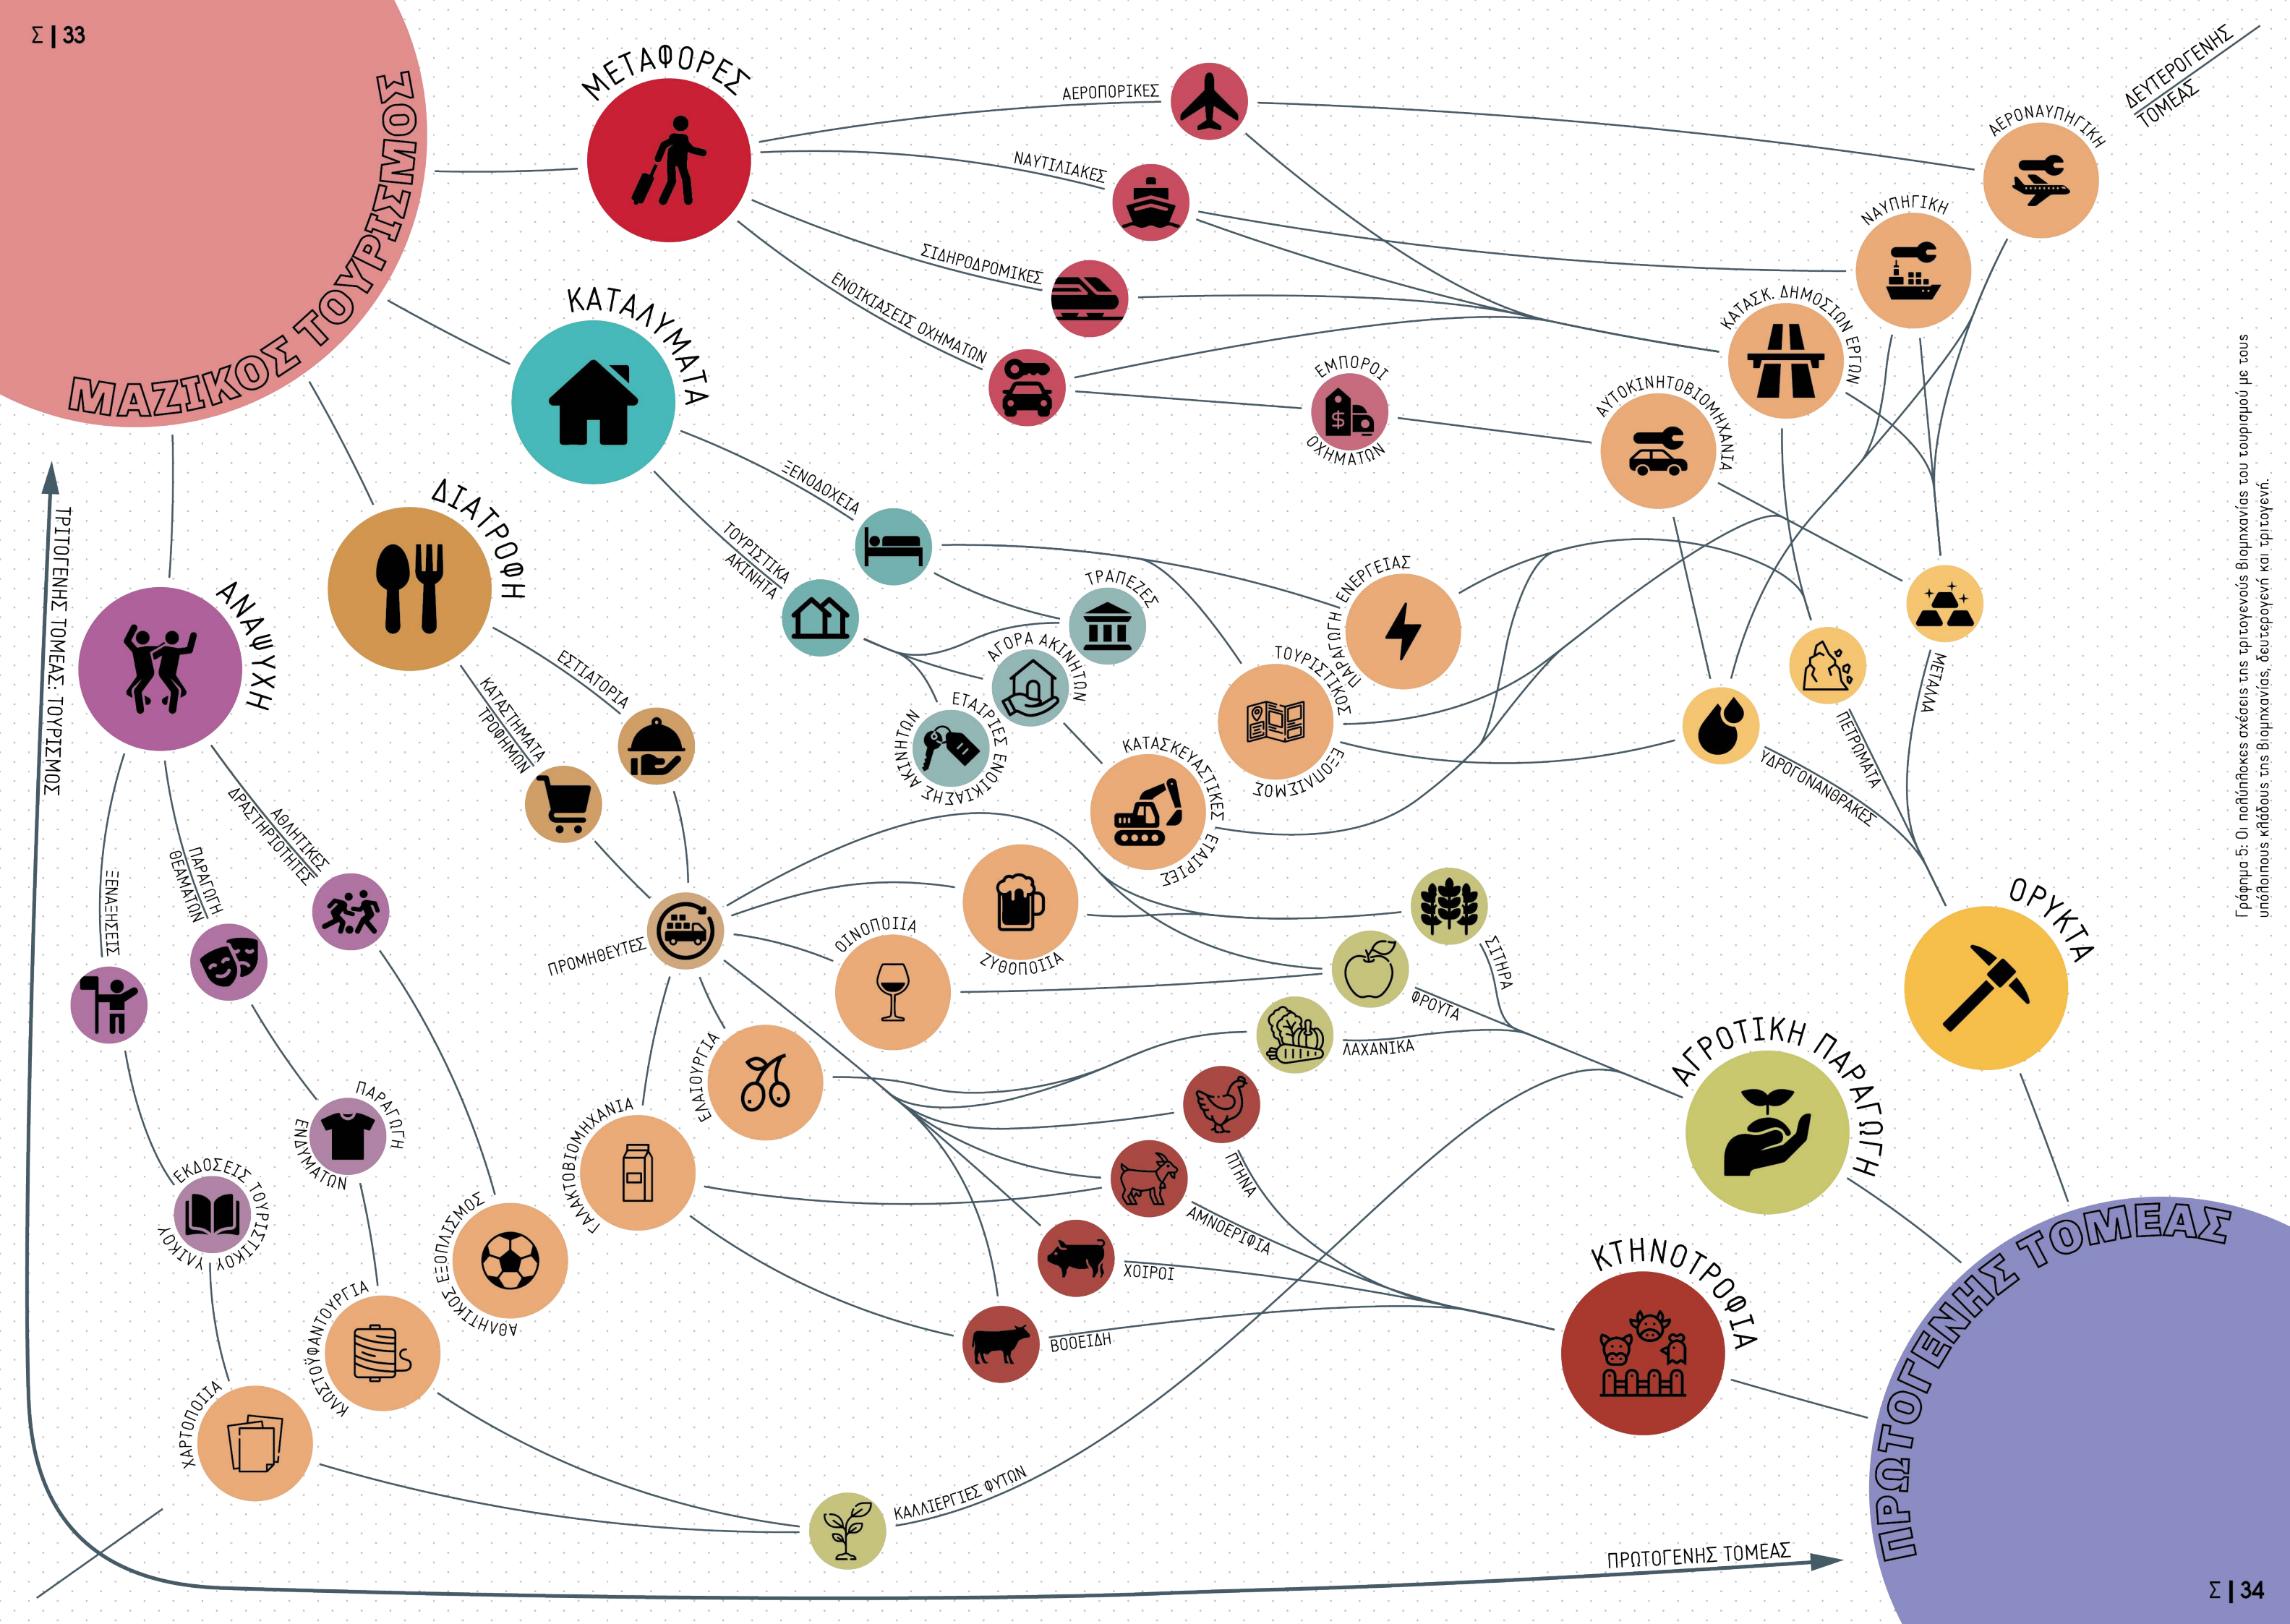 Σ | 33
ΜΑΖΙΚΟΣ ΤΟΥΡΙΣΜΟΣ
ΜΕΤΑΦΟΡΕΣ
ΑΕΡΟΠΟΡΙΚΕΣ
ΝΑΥΤΙΛΙΑΚΕΣ
ΣΙΔΗΡΟΔΡΟΜΙΚΕΣ
ΕΝΟΙΚΙΑΣΕΙΣ ΟΧΗΜΑΤΩΝ
ΕΜΠΟΡΟΙ
ΟΧΗΜΑΤΩΝ
ΔΕΥΤΕΡΟΓΕΝΗΣ
ΤΟΜΕΑΣ
ΑΕΡΟΝΑΥΠΗΓΙΚΗ
ΝΑΥΠΗΓΙΚΗ
ΚΑΤΑΣΚ. ΔΗΜΟΣΙΩΝ ΕΡΓΩΝ
ΑΥΤΟΚΙΝΗΤΟΒΙΟΜΗΧΑΝΙΑ
ΚΑΤΑΛΥΜΑΤΑ
ΞΕΝΟΔΟΧΕΙΑ
ΤΟΥΡΙΣΤΙΚΑ
ΑΚΙΝΗΤΑ
ΤΡΑΠΕΖΕΣ
ΑΓΟΡΑ ΑΚΙΝΗΤΩΝ
ΕΤΑΙΡΙΕΣ ΕΝΟΙΚΙΑΣΗΣ ΑΚΙΝΗΤΩΝ
ΠΑΡΑΓΩΓΗ ΕΝΕΡΓΕΙΑΣ
ΤΟΥΡΙΣΤΙΚΟΣ
ΕΞΟΠΛΙΣΜΟΣ
ΚΑΤΑΣΚΕΥΑΣΤΙΚΕΣ ΕΤΑΙΡΙΕΣ
ΜΕΤΑΛΛΑ
ΠΕΤΡΩΜΑΤΑ
ΥΔΡΟΓΟΝΑΝΘΡΑΚΕΣ
ΟΡΥΚΤΑ
ΔΙΑΤΡΟΦΗ
ΕΣΤΙΑΤΟΡΙΑ
ΚΑΤΑΣΤΗΜΑΤΑ
ΤΡΟΦΗΜΩΝ
ΠΡΟΜΗΘΕΥΤΕΣ
ΖΥΘΟΠΟΙΙΑ
ΟΙΝΟΠΟΙΙΑ
ΕΛΑΙΟΥΡΓΙΑ
ΓΑΛΑΚΤΟΒΙΟΜΗΧΑΝΙΑ
ΣΙΤΗΡΑ
ΦΡΟΥΤΑ
ΛΑΧΑΝΙΚΑ
ΠΤΗΝΑ
ΑΜΝΟΕΡΙΦΙΑ
ΧΟΙΡΟΙ
ΒΟΟΕΙΔΗ
ΑΓΡΟΤΙΚΗ ΠΑΡΑΓΩΓΗ
ΚΤΗΝΟΤΡΟΦΙΑ
ΑΝΑΨΥΧΗ
ΞΕΝΑΞΗΣΕΙΣ
ΠΑΡΑΓΩΓΗ
ΘΕΑΜΑΤΩΝ
ΑΘΛΗΤΙΚΕΣ
ΔΡΑΣΤΗΡΙΟΤΗΤΕΣ
ΕΚΔΟΣΕΙΣ ΤΟΥΡΙΣΤΙΚΟΥ ΥΛΙΚΟΥ
ΠΑΡΑΓΩΓΗ
ΕΝΔΥΜΑΤΩΝ
ΑΘΛΗΤΙΚΟΣ ΕΞΟΠΛΙΣΜΟΣ
ΚΛΩΣΤΟΫΦΑΝΤΟΥΡΓΙΑ
ΧΑΡΤΟΠΟΙΙΑ
ΚΑΛΛΙΕΡΓΙΕΣ ΦΥΤΩΝ
ΤΡΙΤΟΓΕΝΗΣ ΤΟΜΕΑΣ: ΤΟΥΡΙΣΜΟΣ
ΠΡΩΤΟΓΕΝΗΣ ΤΟΜΕΑΣ
ΠΡΩΤΟΓΕΝΗΣ ΤΟΜΕΑΣ
Γράφημα 5: Οι πολύπλοκες σχέσεις της τριτογενούς βιομηχανίας του τουρισμού με τους
υπόλοιπους κλάδους της βιομηχανίας, δευτερογενή και τριτογενή.
Σ | 34
$